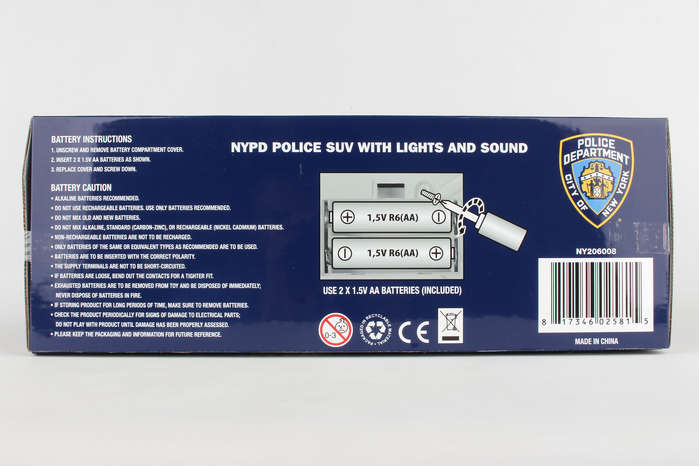 BATTERY INSTRUCTIONS
1. UNSCREW AND REMOVE BATTERY COMPARTMENT COVER.
2. INSERT 2 X 1.5V AA BATTERIES AS SHOWN.
3. REPLACE COVER AND SCREW DOWN.
BATTERY CAUTION
• ALKALINE BATTERIES RECOMMENDED.
• DO NOT USE RECHARGEABLE BATTERIES. USE ONLY BATTERIES RECOMMENDED.
• DO NOT MIX OLD AND NEW BATTERIES.
• DO NOT MIX ALKALINE, STANDARD (CARBON-ZINC), OR RECHARGEABLE (NICKEL CADMIUM) BATTERIES.
• NON-RECHARGEABLE BATTERIES ARE NOT TO BE RECHARGED.
• ONLY BATTERIES OF THE SAME OR EQUIVALENT TYPES AS RECOMMENDED ARE TO BE USED.
• BATTERIES ARE TO BE INSERTED WITH THE CORRECT POLARITY.
• THE SUPPLY TERMINALS ARE NOT TO BE SHORT-CIRCUITED.
• IF BATTERIES ARE LOOSE, BEND OUT THE CONTACTS FOR A TIGHTER FIT.
• EXHAUSTED BATTERIES ARE TO BE REMOVED FROM TOY AND BE DISPOSED OF IMMEDIATELY;
NEVER DISPOSE OF BATTERIES IN FIRE.
• IF STORING PRODUCT FOR LONG PERIODS OF TIME, MAKE SURE TO REMOVE BATTERIES.
• CHECK THE PRODUCT PERIODICALLY FOR SIGNS OF DAMAGE TO ELECTRICAL PARTS;
DO NOT PLAY WITH PRODUCT UNTIL DAMAGE HAS BEEN PROPERLY ASSESSED.
• PLEASE KEEP THE PACKAGING AND INFORMATION FOR FUTURE REFERENCE.
NYPD POLICE SUV WITH LIGHTS AND SOUND
1,5V R6(AA)
1,5V R6(AA)
USE 2 X 1.5V AA BATTERIES (INCLUDED)
0-3
PACKAGED IN RECYCLABLE MATERIAL
CE
POLICE
DEPARTMENT
CITY OF
NEW YORK
NY206008
8 17346 02581 5
MADE IN CHINA